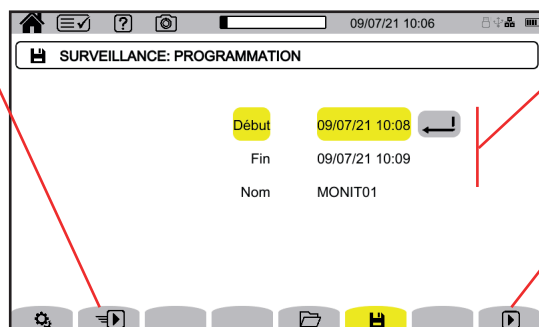 09/07/21 10:06
SURVEILLANCE: PROGRAMMATION
Début 09/07/21 10:08
Fin 09/07/21 10:09
Nom MONIT01